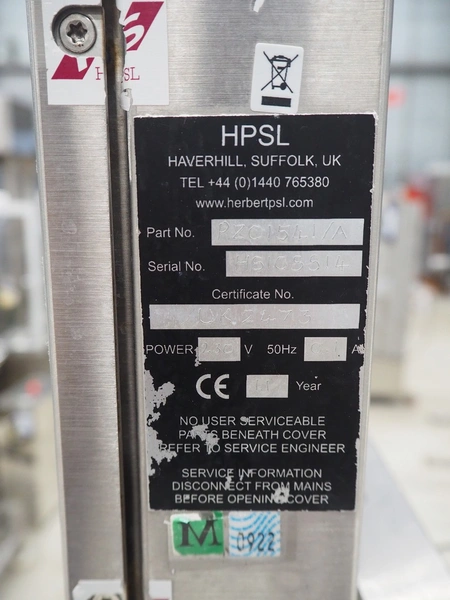 HPSL
HPSL
HAVERHILL, SUFFOLK, UK
TEL +44 (0)1440 765380
www.herbertpsl.com
Part No.
Serial No.
Certificate No.
POWER V 50Hz A
CE Year
NO USER SERVICEABLE
PARTS BENEATH COVER
REFER TO SERVICE ENGINEER
SERVICE INFORMATION
DISCONNECT FROM MAINS
BEFORE OPENING COVER
M 0922